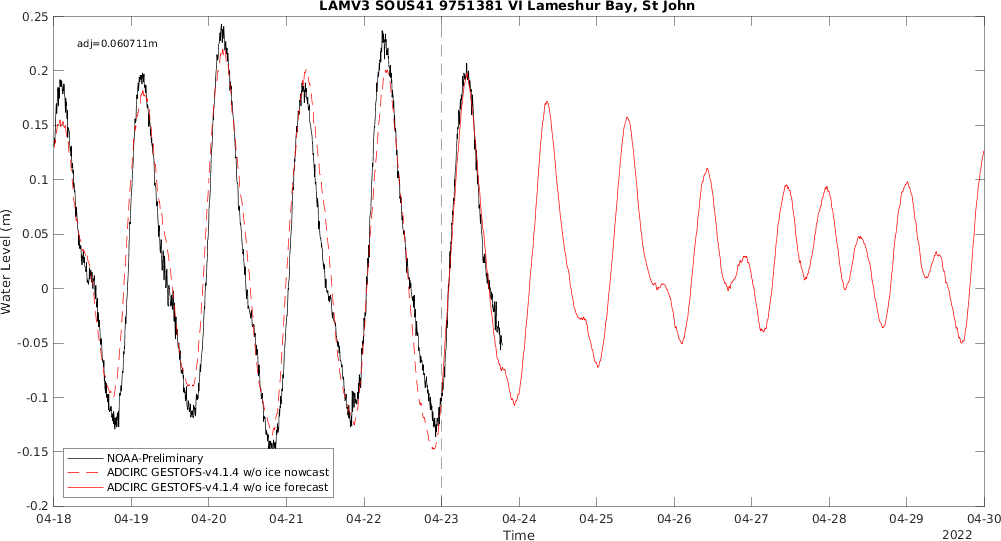 LAMV3 SOUS41 9751381 VI Lameshur Bay, St John
adj=0.060711m
Water Level (m)
0.25
0.2
0.15
0.1
0.05
0
-0.05
-0.1
-0.15
-0.2
NOAA-Preliminary
ADCIRC GESTOFS-v4.1.4 w/o ice nowcast
ADCIRC GESTOFS-v4.1.4 w/o ice forecast
04-18 04-19 04-20 04-21 04-22 04-23 04-24 04-25 04-26 04-27 04-28 04-29 04-30
Time
2022